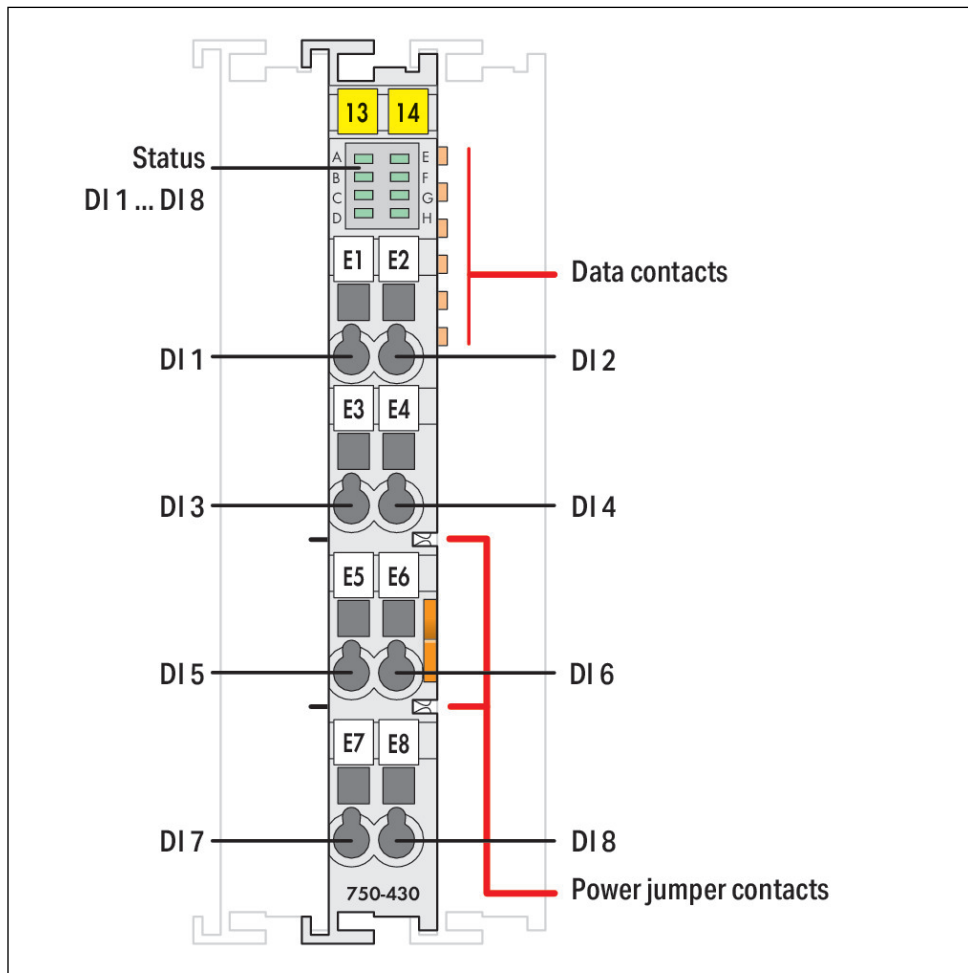 13 14
Status
DI 1 ... DI 8
A E
B F
C G
D H
E1 E2
Data contacts
DI 1 DI 2
E3 E4
DI 3 DI 4
E5 E6
DI 5 DI 6
E7 E8
DI 7 DI 8
750-430
Power jumper contacts